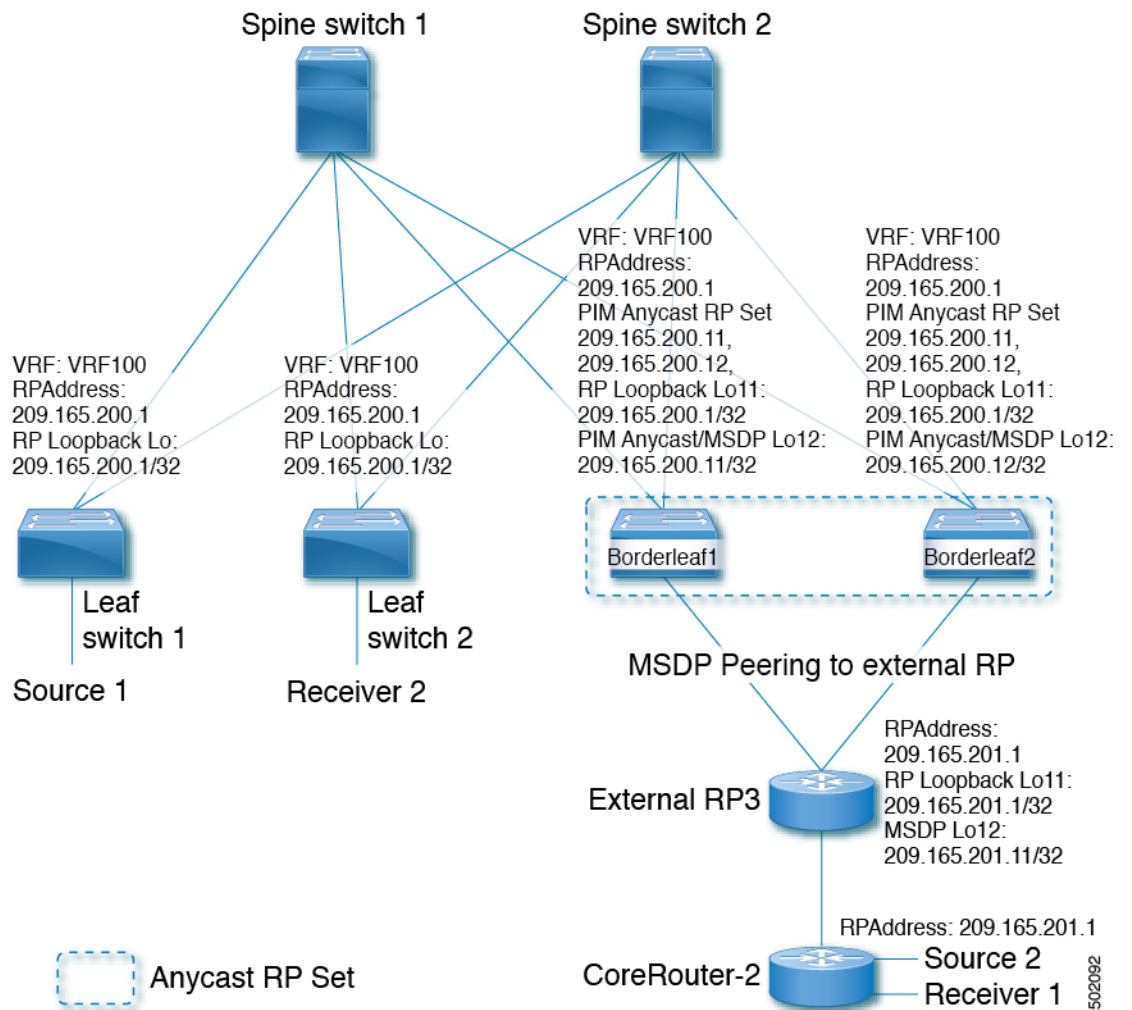 Spine switch 1
Spine switch 2
VRF: VRF100
RPAddress:
209.165.200.1
PIM Anycast RP Set
209.165.200.11,
209.165.200.12,
RP Loopback Lo11:
209.165.200.1/32
PIM Anycast/MSDP Lo12:
209.165.200.11/32
VRF: VRF100
RPAddress:
209.165.200.1
PIM Anycast RP Set
209.165.200.11,
209.165.200.12,
RP Loopback Lo11:
209.165.200.1/32
PIM Anycast/MSDP Lo12:
209.165.200.12/32
VRF: VRF100
RPAddress:
209.165.200.1
RP Loopback Lo:
209.165.200.1/32
VRF: VRF100
RPAddress:
209.165.200.1
RP Loopback Lo:
209.165.200.1/32
Borderleaf1
Borderleaf2
Leaf
switch 1
Leaf
switch 2
Source 1
Receiver 2
MSDP Peering to external RP
External RP3
RPAddress:
209.165.201.1
RP Loopback Lo11:
209.165.201.1/32
MSDP Lo12:
209.165.201.11/32
RPAddress: 209.165.201.1
CoreRouter-2
Source 2
Receiver 1
Anycast RP Set
502092